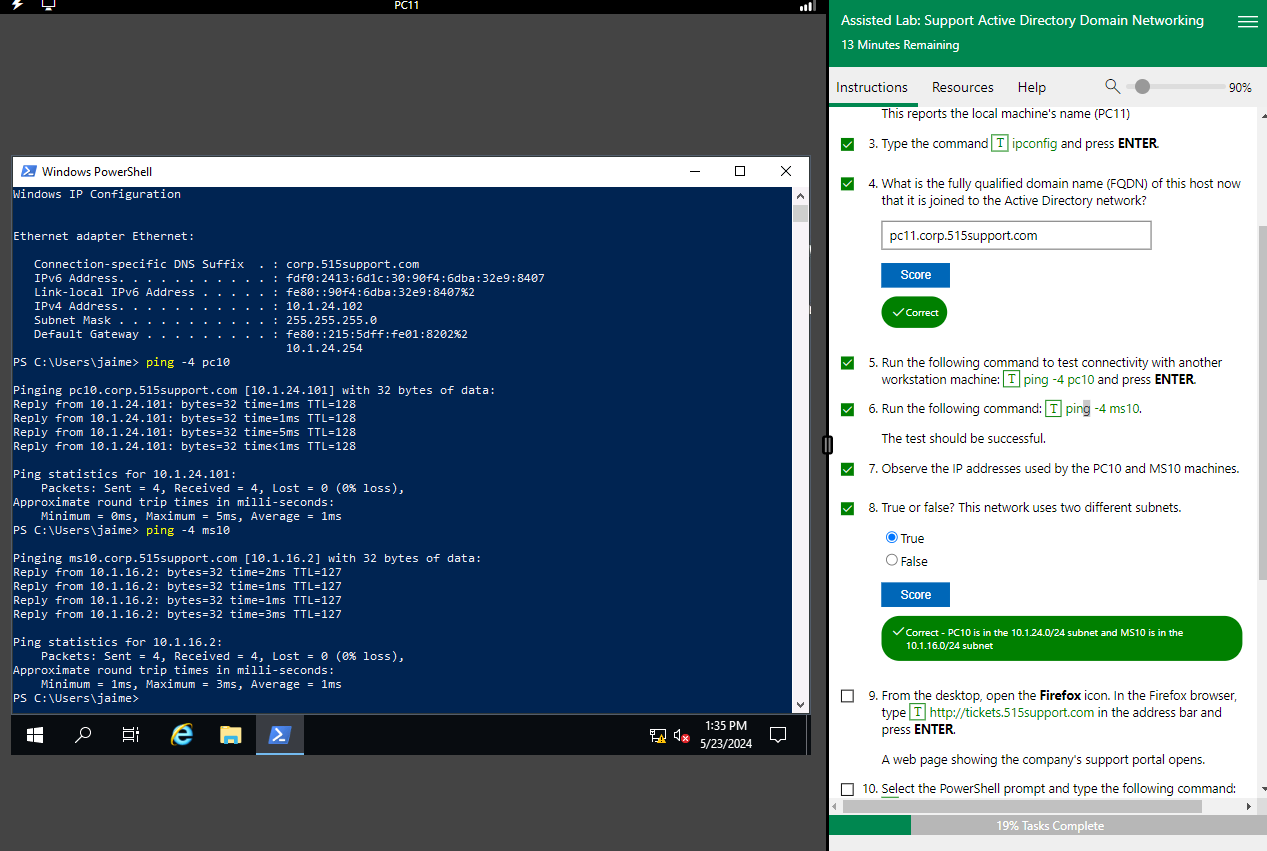 PC11
Windows PowerShell
Windows IP Configuration
Ethernet adapter Ethernet:
Connection-specific DNS Suffix . : corp.515support.com
IPv6 Address. . . . . . . . . . . : fdf0:2413:6d1c:30:90f4:6dba:32e9:8407
Link-local IPv6 Address . . . . . : fe80::90f4:6dba:32e9:8407%2
IPv4 Address. . . . . . . . . . . : 10.1.24.102
Subnet Mask . . . . . . . . . . . : 255.255.255.0
Default Gateway . . . . . . . . . : fe80::215:5dff:fe01:8202%2
10.1.24.254
PS C:\Users\jaime> ping -4 pc10
Pinging pc10.corp.515support.com [10.1.24.101] with 32 bytes of data:
Reply from 10.1.24.101: bytes=32 time=1ms TTL=128
Reply from 10.1.24.101: bytes=32 time=1ms TTL=128
Reply from 10.1.24.101: bytes=32 time=5ms TTL=128
Reply from 10.1.24.101: bytes=32 time<1ms TTL=128
Ping statistics for 10.1.24.101:
Packets: Sent = 4, Received = 4, Lost = 0 (0% loss),
Approximate round trip times in milli-seconds:
Minimum = 0ms, Maximum = 5ms, Average = 1ms
PS C:\Users\jaime> ping -4 ms10
Pinging ms10.corp.515support.com [10.1.16.2] with 32 bytes of data:
Reply from 10.1.16.2: bytes=32 time=2ms TTL=127
Reply from 10.1.16.2: bytes=32 time=1ms TTL=127
Reply from 10.1.16.2: bytes=32 time=1ms TTL=127
Reply from 10.1.16.2: bytes=32 time=3ms TTL=127
Ping statistics for 10.1.16.2:
Packets: Sent = 4, Received = 4, Lost = 0 (0% loss),
Approximate round trip times in milli-seconds:
Minimum = 1ms, Maximum = 3ms, Average = 1ms
PS C:\Users\jaime>
1:35 PM
5/23/2024
Assisted Lab: Support Active Directory Domain Networking
13 Minutes Remaining
Instructions Resources Help 90%
This reports the local machine's name (PC11)
3. Type the command T ipconfig and press ENTER.
4. What is the fully qualified domain name (FQDN) of this host now
that it is joined to the Active Directory network?
pc11.corp.515support.com
Score
Correct
5. Run the following command to test connectivity with another
workstation machine: T ping -4 pc10 and press ENTER.
6. Run the following command: T ping -4 ms10.
The test should be successful.
7. Observe the IP addresses used by the PC10 and MS10 machines.
8. True or false? This network uses two different subnets.
True
False
Score
Correct - PC10 is in the 10.1.24.0/24 subnet and MS10 is in the
10.1.16.0/24 subnet
9. From the desktop, open the Firefox icon. In the Firefox browser,
type T http://tickets.515support.com in the address bar and
press ENTER.
A web page showing the company's support portal opens.
10. Select the PowerShell prompt and type the following command:
19% Tasks Complete